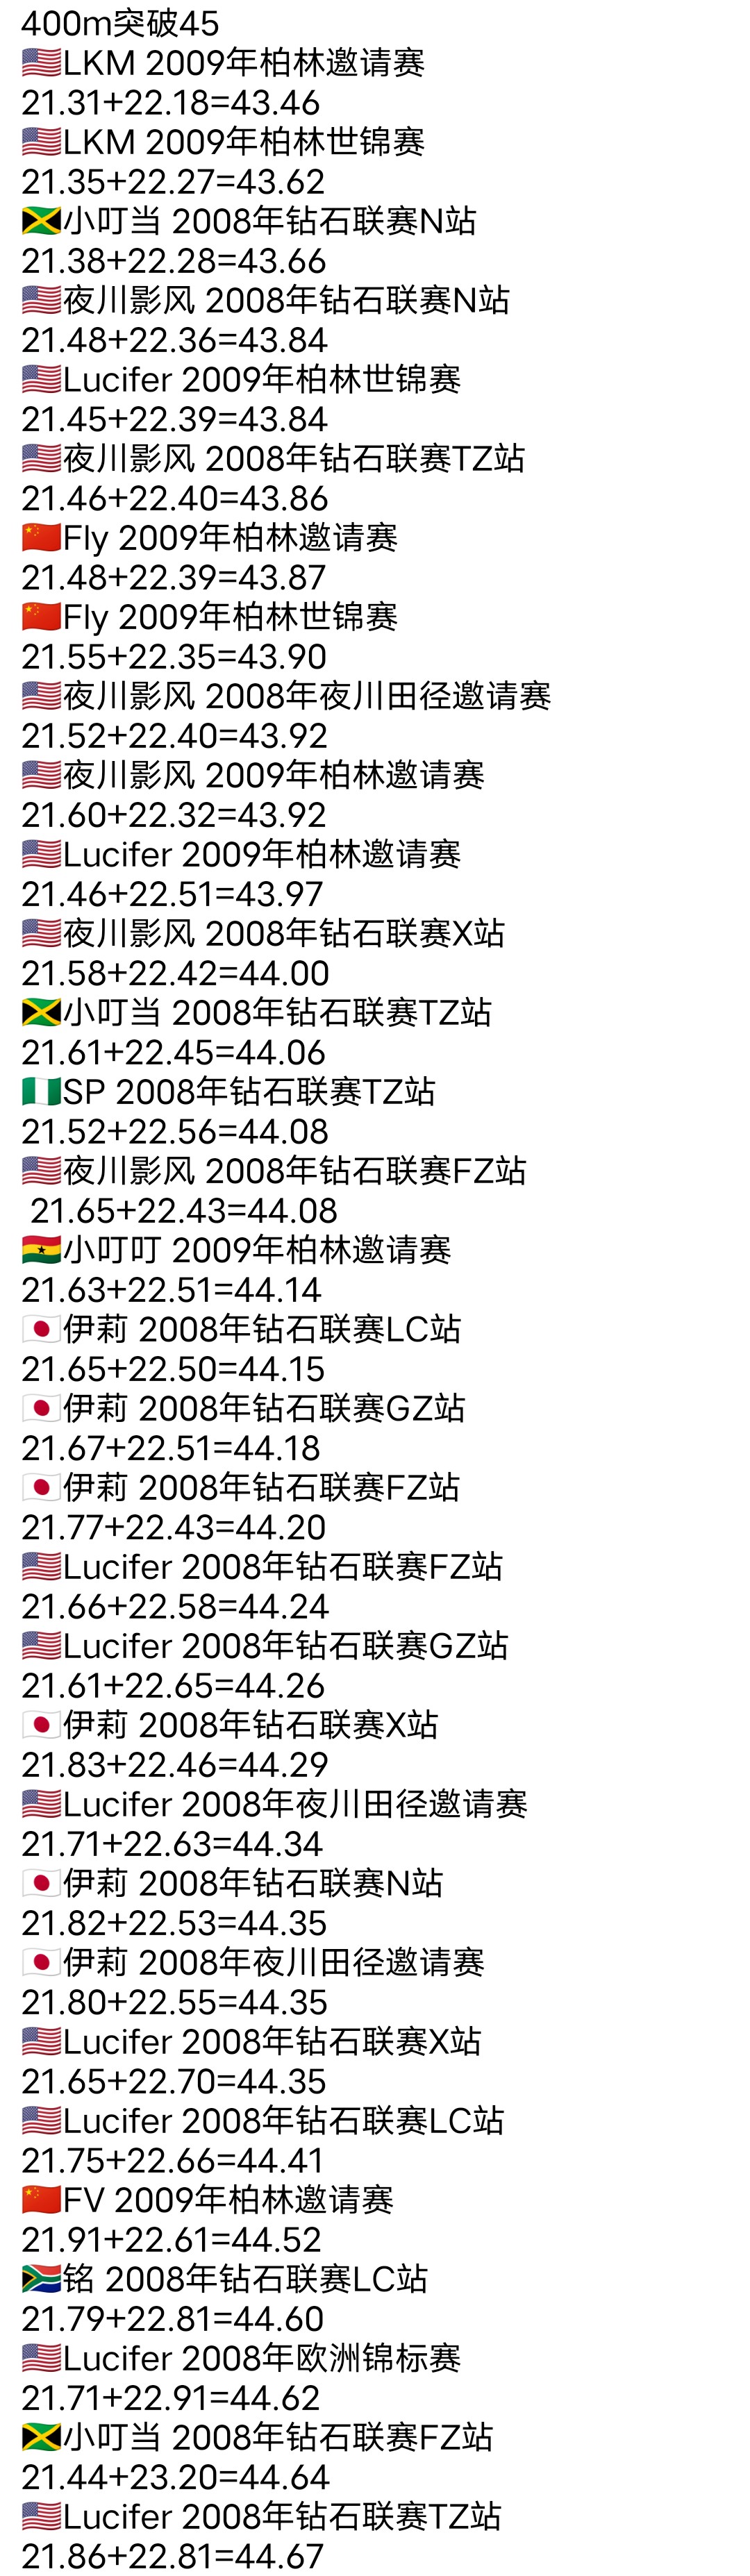 400m突破45
🇺🇸LKM 2009年柏林邀请赛
21.31+22.18=43.46
🇺🇸LKM 2009年柏林世锦赛
21.35+22.27=43.62
🇯🇲小叮当 2008年钻石联赛N站
21.38+22.28=43.66
🇺🇸夜川影风 2008年钻石联赛N站
21.48+22.36=43.84
🇺🇸Lucifer 2009年柏林世锦赛
21.45+22.39=43.84
🇺🇸夜川影风 2008年钻石联赛TZ站
21.46+22.40=43.86
🇨🇳Fly 2009年柏林邀请赛
21.48+22.39=43.87
🇨🇳Fly 2009年柏林世锦赛
21.55+22.35=43.90
🇺🇸夜川影风 2008年夜川田径邀请赛
21.52+22.40=43.92
🇺🇸夜川影风 2009年柏林邀请赛
21.60+22.32=43.92
🇺🇸Lucifer 2009年柏林邀请赛
21.46+22.51=43.97
🇺🇸夜川影风 2008年钻石联赛X站
21.58+22.42=44.00
🇯🇲小叮当 2008年钻石联赛TZ站
21.61+22.45=44.06
🇳🇬SP 2008年钻石联赛TZ站
21.52+22.56=44.08
🇺🇸夜川影风 2008年钻石联赛FZ站
21.65+22.43=44.08
🇬🇭小叮叮 2009年柏林邀请赛
21.63+22.51=44.14
🇯🇵伊莉 2008年钻石联赛LC站
21.65+22.50=44.15
🇯🇵伊莉 2008年钻石联赛GZ站
21.67+22.51=44.18
🇯🇵伊莉 2008年钻石联赛FZ站
21.77+22.43=44.20
🇺🇸Lucifer 2008年钻石联赛FZ站
21.66+22.58=44.24
🇺🇸Lucifer 2008年钻石联赛GZ站
21.61+22.65=44.26
🇯🇵伊莉 2008年钻石联赛X站
21.83+22.46=44.29
🇺🇸Lucifer 2008年夜川田径邀请赛
21.71+22.63=44.34
🇯🇵伊莉 2008年钻石联赛N站
21.82+22.53=44.35
🇯🇵伊莉 2008年夜川田径邀请赛
21.80+22.55=44.35
🇺🇸Lucifer 2008年钻石联赛X站
21.65+22.70=44.35
🇺🇸Lucifer 2008年钻石联赛LC站
21.75+22.66=44.41
🇨🇳FV 2009年柏林邀请赛
21.91+22.61=44.52
🇿🇦铭 2008年钻石联赛LC站
21.79+22.81=44.60
🇺🇸Lucifer 2008年欧洲锦标赛
21.71+22.91=44.62
🇯🇲小叮当 2008年钻石联赛FZ站
21.44+23.20=44.64
🇺🇸Lucifer 2008年钻石联赛TZ站
21.86+22.81=44.67